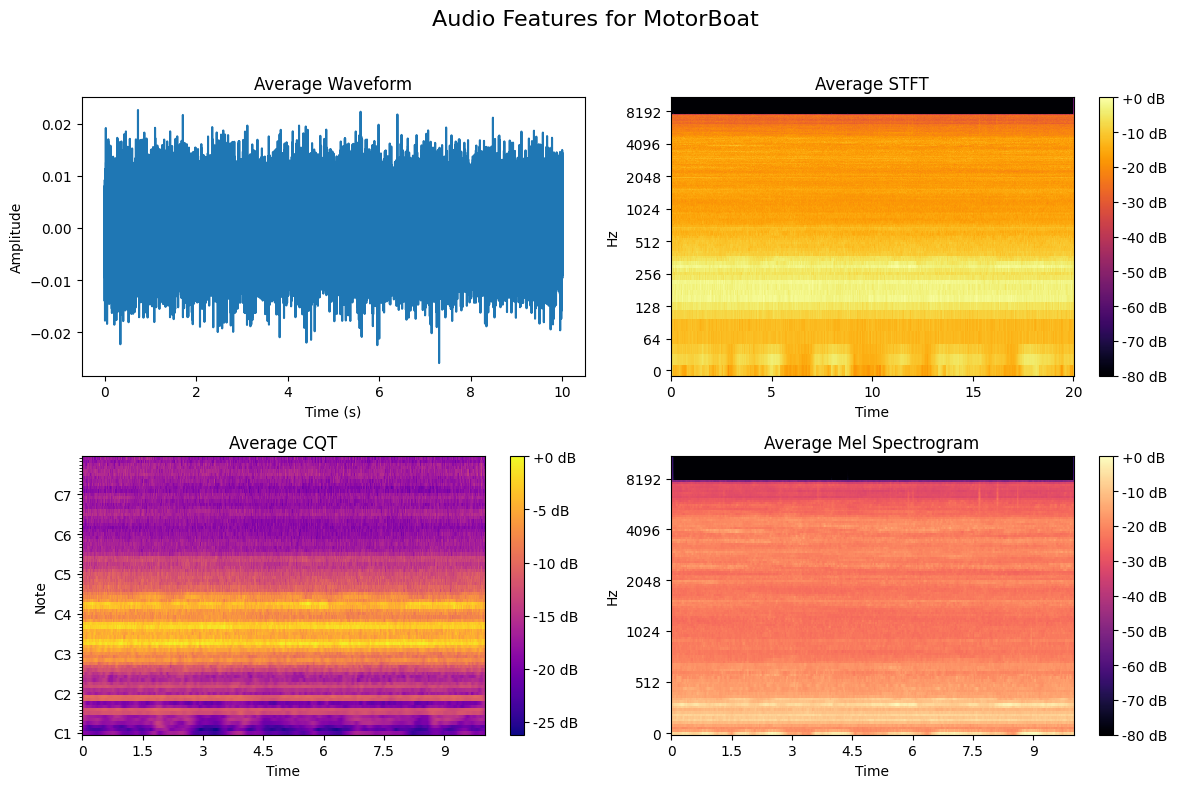 Audio Features for MotorBoat
Average Waveform
Amplitude
0.02
0.01
0.00
−0.01
−0.02
0 2 4 6 8 10
Time (s)
Average STFT
Hz
8192
4096
2048
1024
512
256
128
64
0
0 5 10 15 20
Time
+0 dB
-10 dB
-20 dB
-30 dB
-40 dB
-50 dB
-60 dB
-70 dB
-80 dB
Average CQT
Note
C7
C6
C5
C4
C3
C2
C1
0 1.5 3 4.5 6 7.5 9
Time
+0 dB
-5 dB
-10 dB
-15 dB
-20 dB
-25 dB
Average Mel Spectrogram
Hz
8192
4096
2048
1024
512
0
0 1.5 3 4.5 6 7.5 9
Time
+0 dB
-10 dB
-20 dB
-30 dB
-40 dB
-50 dB
-60 dB
-70 dB
-80 dB